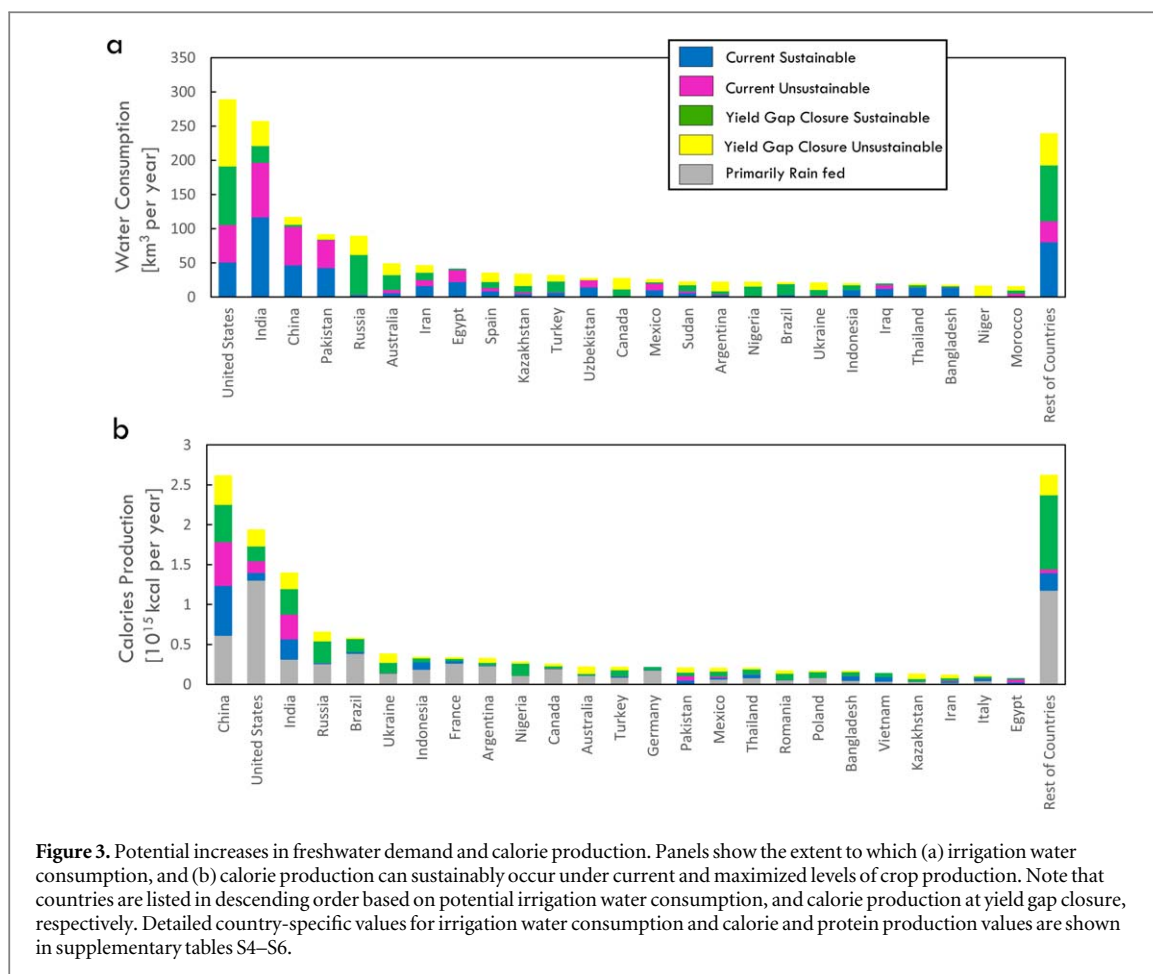 a
350
300
250
200
150
100
50
0
Water Consumption
[km³ per year]
Current Sustainable
Current Unsustainable
Yield Gap Closure Sustainable
Yield Gap Closure Unsustainable
Primarily Rain fed
United States
India
China
Pakistan
Russia
Australia
Iran
Egypt
Spain
Kazakhstan
Turkey
Uzbekistan
Canada
Mexico
Sudan
Argentina
Nigeria
Brazil
Ukraine
Indonesia
Iraq
Thailand
Bangladesh
Niger
Morocco
Rest of Countries
b
3
2.5
2
1.5
1
0.5
0
Calories Production
[10¹⁵ kcal per year]
China
United States
India
Russia
Brazil
Ukraine
Indonesia
France
Argentina
Nigeria
Canada
Australia
Turkey
Germany
Pakistan
Mexico
Thailand
Romania
Poland
Bangladesh
Vietnam
Kazakhstan
Iran
Italy
Egypt
Rest of Countries
Figure 3. Potential increases in freshwater demand and calorie production. Panels show the extent to which (a) irrigation water
consumption, and (b) calorie production can sustainably occur under current and maximized levels of crop production. Note that
countries are listed in descending order based on potential irrigation water consumption, and calorie production at yield gap closure,
respectively. Detailed country-specific values for irrigation water consumption and calorie and protein production values are shown
in supplementary tables S4–S6.